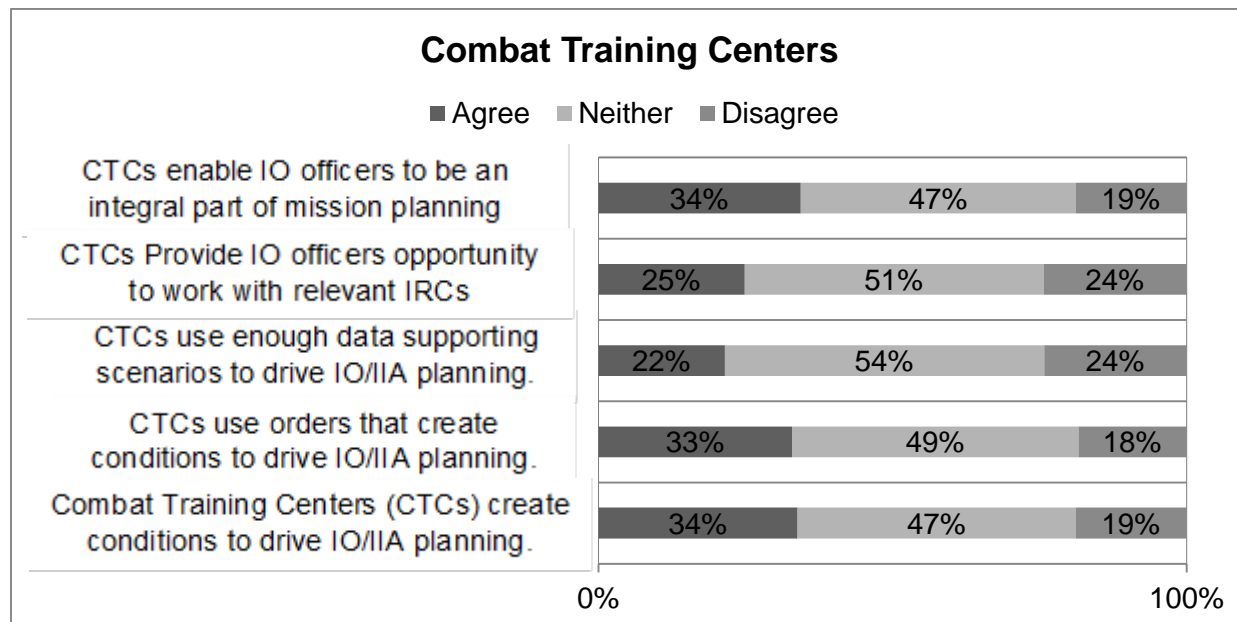 Combat Training Centers
Agree Neither Disagree
CTCs enable IO officers to be an
integral part of mission planning
34% 47% 19%
CTCs Provide IO officers opportunity
to work with relevant IRCs
25% 51% 24%
CTCs use enough data supporting
scenarios to drive IO/IIA planning.
22% 54% 24%
CTCs use orders that create
conditions to drive IO/IIA planning.
33% 49% 18%
Combat Training Centers (CTCs) create
conditions to drive IO/IIA planning.
34% 47% 19%
0% 100%